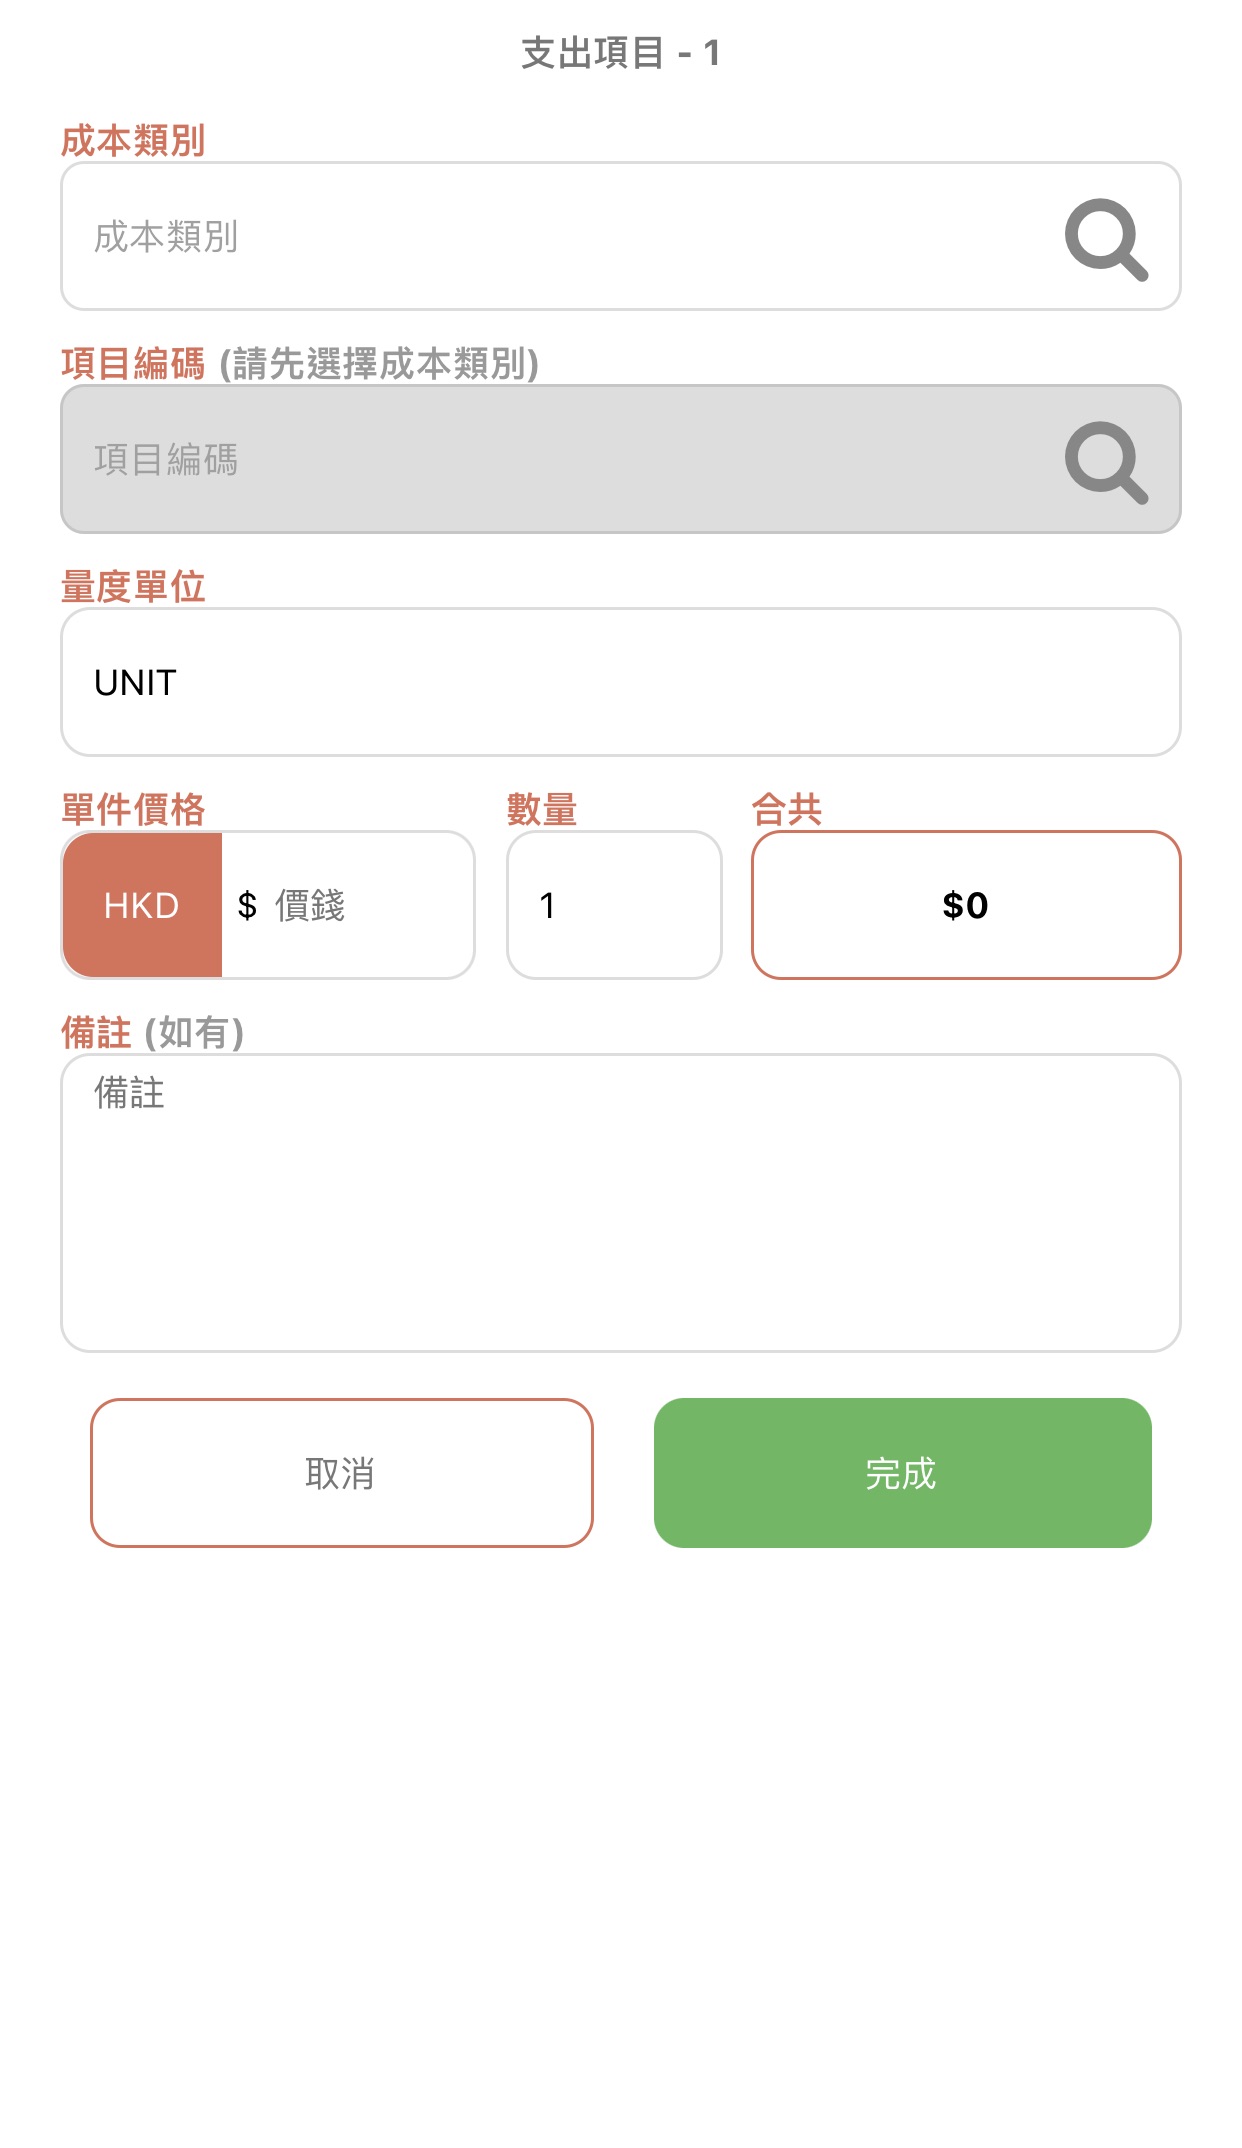 支出項目 - 1
成本類別
成本類別
項目編碼 (請先選擇成本類別)
項目編碼
量度單位
UNIT
單件價格 數量 合共
HKD $ 價錢 1 $0
備註 (如有)
備註
取消 完成